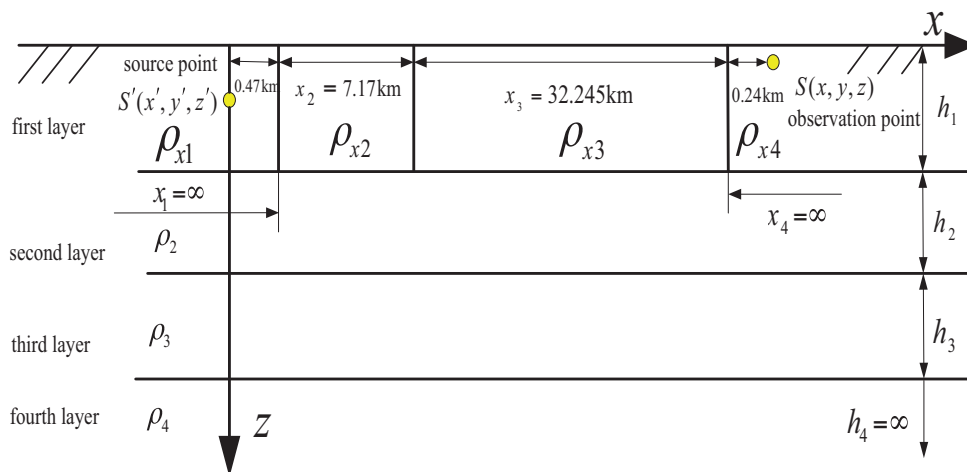 X
source point
0.47km
x₂ = 7.17km
x₃ = 32.245km
0.24km
S(x, y, z)
observation point
S′(x′, y′, z′)
first layer
ρx1
ρx2
ρx3
ρx4
h₁
x₁=∞
x₄=∞
ρ₂
h₂
second layer
ρ₃
h₃
third layer
ρ₄
fourth layer
z
h₄=∞